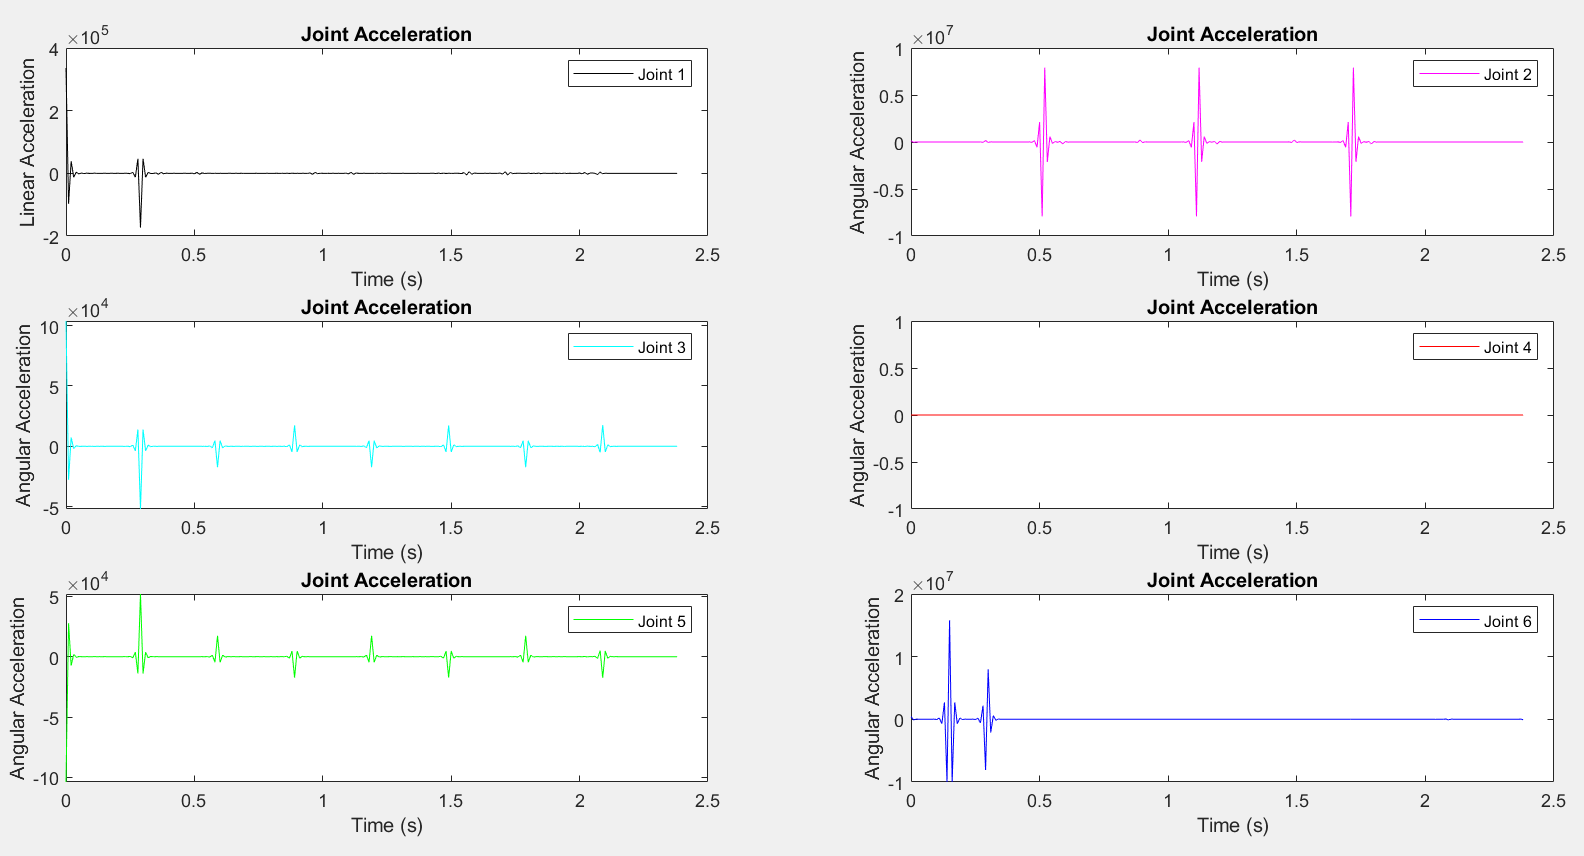 Joint Acceleration
×10^5
4
2
0
-2
Linear Acceleration
Joint 1
0 0.5 1 1.5 2 2.5
Time (s)
Joint Acceleration
×10^7
1
0.5
0
-0.5
-1
Angular Acceleration
Joint 2
0 0.5 1 1.5 2 2.5
Time (s)
Joint Acceleration
×10^4
10
5
0
-5
Angular Acceleration
Joint 3
0 0.5 1 1.5 2 2.5
Time (s)
Joint Acceleration
1
0.5
0
-0.5
-1
Angular Acceleration
Joint 4
0 0.5 1 1.5 2 2.5
Time (s)
Joint Acceleration
×10^4
5
0
-5
-10
Angular Acceleration
Joint 5
0 0.5 1 1.5 2 2.5
Time (s)
Joint Acceleration
×10^7
2
1
0
-1
Angular Acceleration
Joint 6
0 0.5 1 1.5 2 2.5
Time (s)